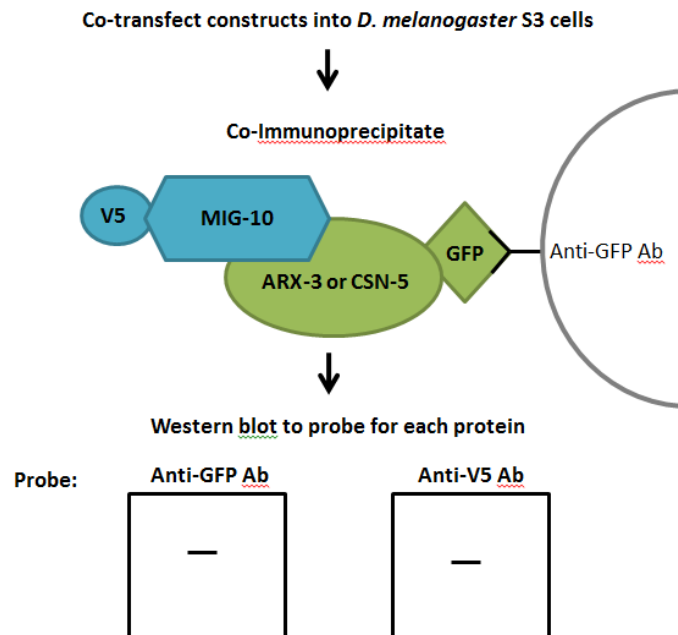 Co-transfect constructs into D. melanogaster S3 cells
Co-Immunoprecipitate
V5
MIG-10
GFP
Anti-GFP Ab
ARX-3 or CSN-5
Western blot to probe for each protein
Probe:
Anti-GFP Ab
Anti-V5 Ab